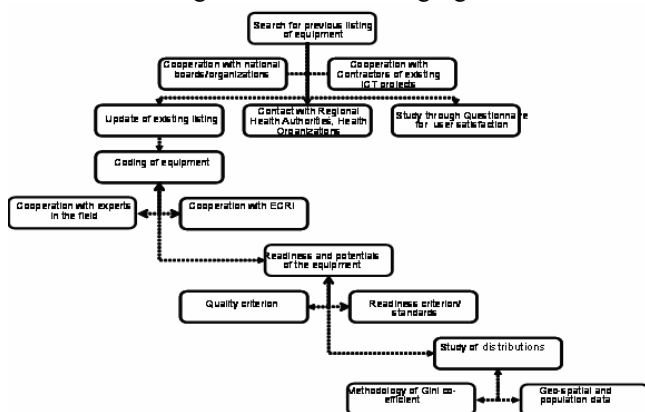 Search for previous listing
of equipment
Cooperation with national
boards/organizations
Cooperation with
Contractors of existing
ICT projects
Update of existing listing
Contact with Regional
Health Authorities, Health
Organizations
Study through Questionnaire
for user satisfaction
Coding of equipment
Cooperation with experts
in the field
Cooperation with ECRI
Readiness and potentials
of the equipment
Quality criterion
Readiness criterion/
standards
Study of distributions
Methodology of Gini co-
efficient
Geo-spatial and
population data